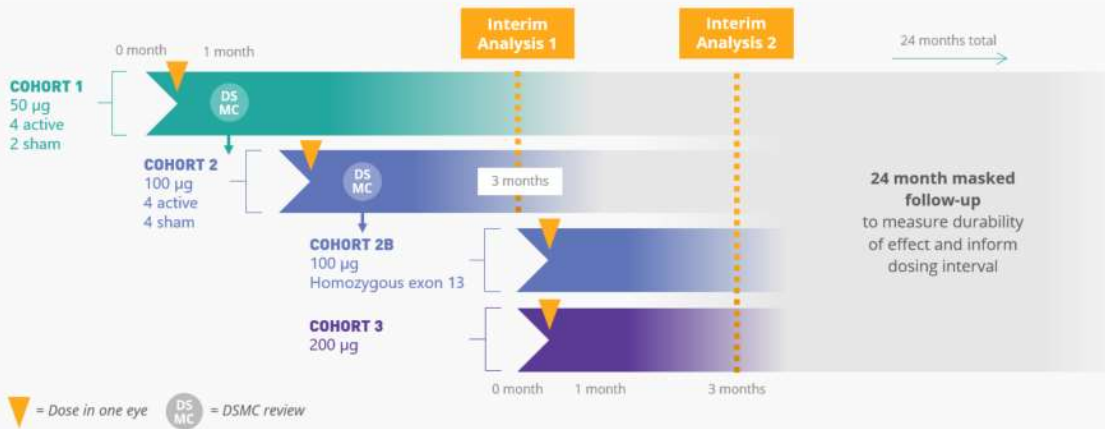 Interim
Analysis 1
Interim
Analysis 2
24 months total
0 month
1 month
COHORT 1
50 µg
4 active
2 sham
DS
MC
COHORT 2
100 µg
4 active
4 sham
DS
MC
3 months
24 month masked
follow-up
to measure durability
of effect and inform
dosing interval
COHORT 2B
100 µg
Homozygous exon 13
COHORT 3
200 µg
0 month
1 month
3 months
= Dose in one eye
DS
MC
= DSMC review